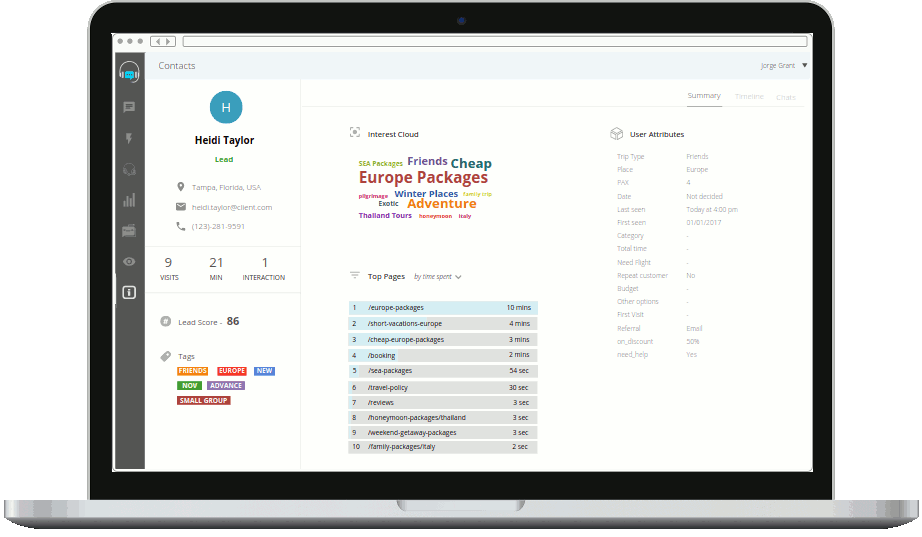 Contacts
Jorge Grant
H
Heidi Taylor
Lead
Tampa, Florida, USA
heidi.taylor@client.com
(123)-281-9591
9 21 1
VISITS MIN INTERACTION
Lead Score - 86
Tags
FRIENDS EUROPE NEW
NOV ADVANCE
SMALL GROUP
Summary Timeline Chats
Interest Cloud
SEA Packages Friends Cheap
Europe Packages
pilgrimage Winter Places family trip
Exotic Adventure
Thailand Tours honeymoon italy
Top Pages by time spent
1 /europe-packages 10 mins
2 /short-vacations-europe 4 mins
3 /cheap-europe-packages 3 mins
4 /booking 2 mins
5 /sea-packages 54 sec
6 /travel-policy 30 sec
7 /reviews 3 sec
8 /honeymoon-packages/thailand 3 sec
9 /weekend-getaway-packages 3 sec
10 /family-packages/italy 2 sec
User Attributes
Trip Type Friends
Place Europe
PAX 4
Date Not decided
Last seen Today at 4:00 pm
First seen 01/01/2017
Category -
Total time -
Need Flight -
Repeat customer No
Budget -
Other options -
First Visit -
Referral Email
on_discount 50%
need_help Yes